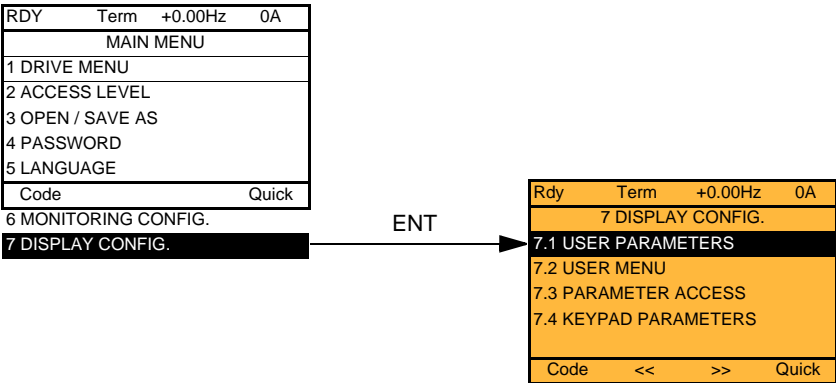 RDY Term +0.00Hz 0A
MAIN MENU
1 DRIVE MENU
2 ACCESS LEVEL
3 OPEN / SAVE AS
4 PASSWORD
5 LANGUAGE
Code Quick
6 MONITORING CONFIG.
7 DISPLAY CONFIG.
ENT
Rdy Term +0.00Hz 0A
7 DISPLAY CONFIG.
7.1 USER PARAMETERS
7.2 USER MENU
7.3 PARAMETER ACCESS
7.4 KEYPAD PARAMETERS
Code << >> Quick